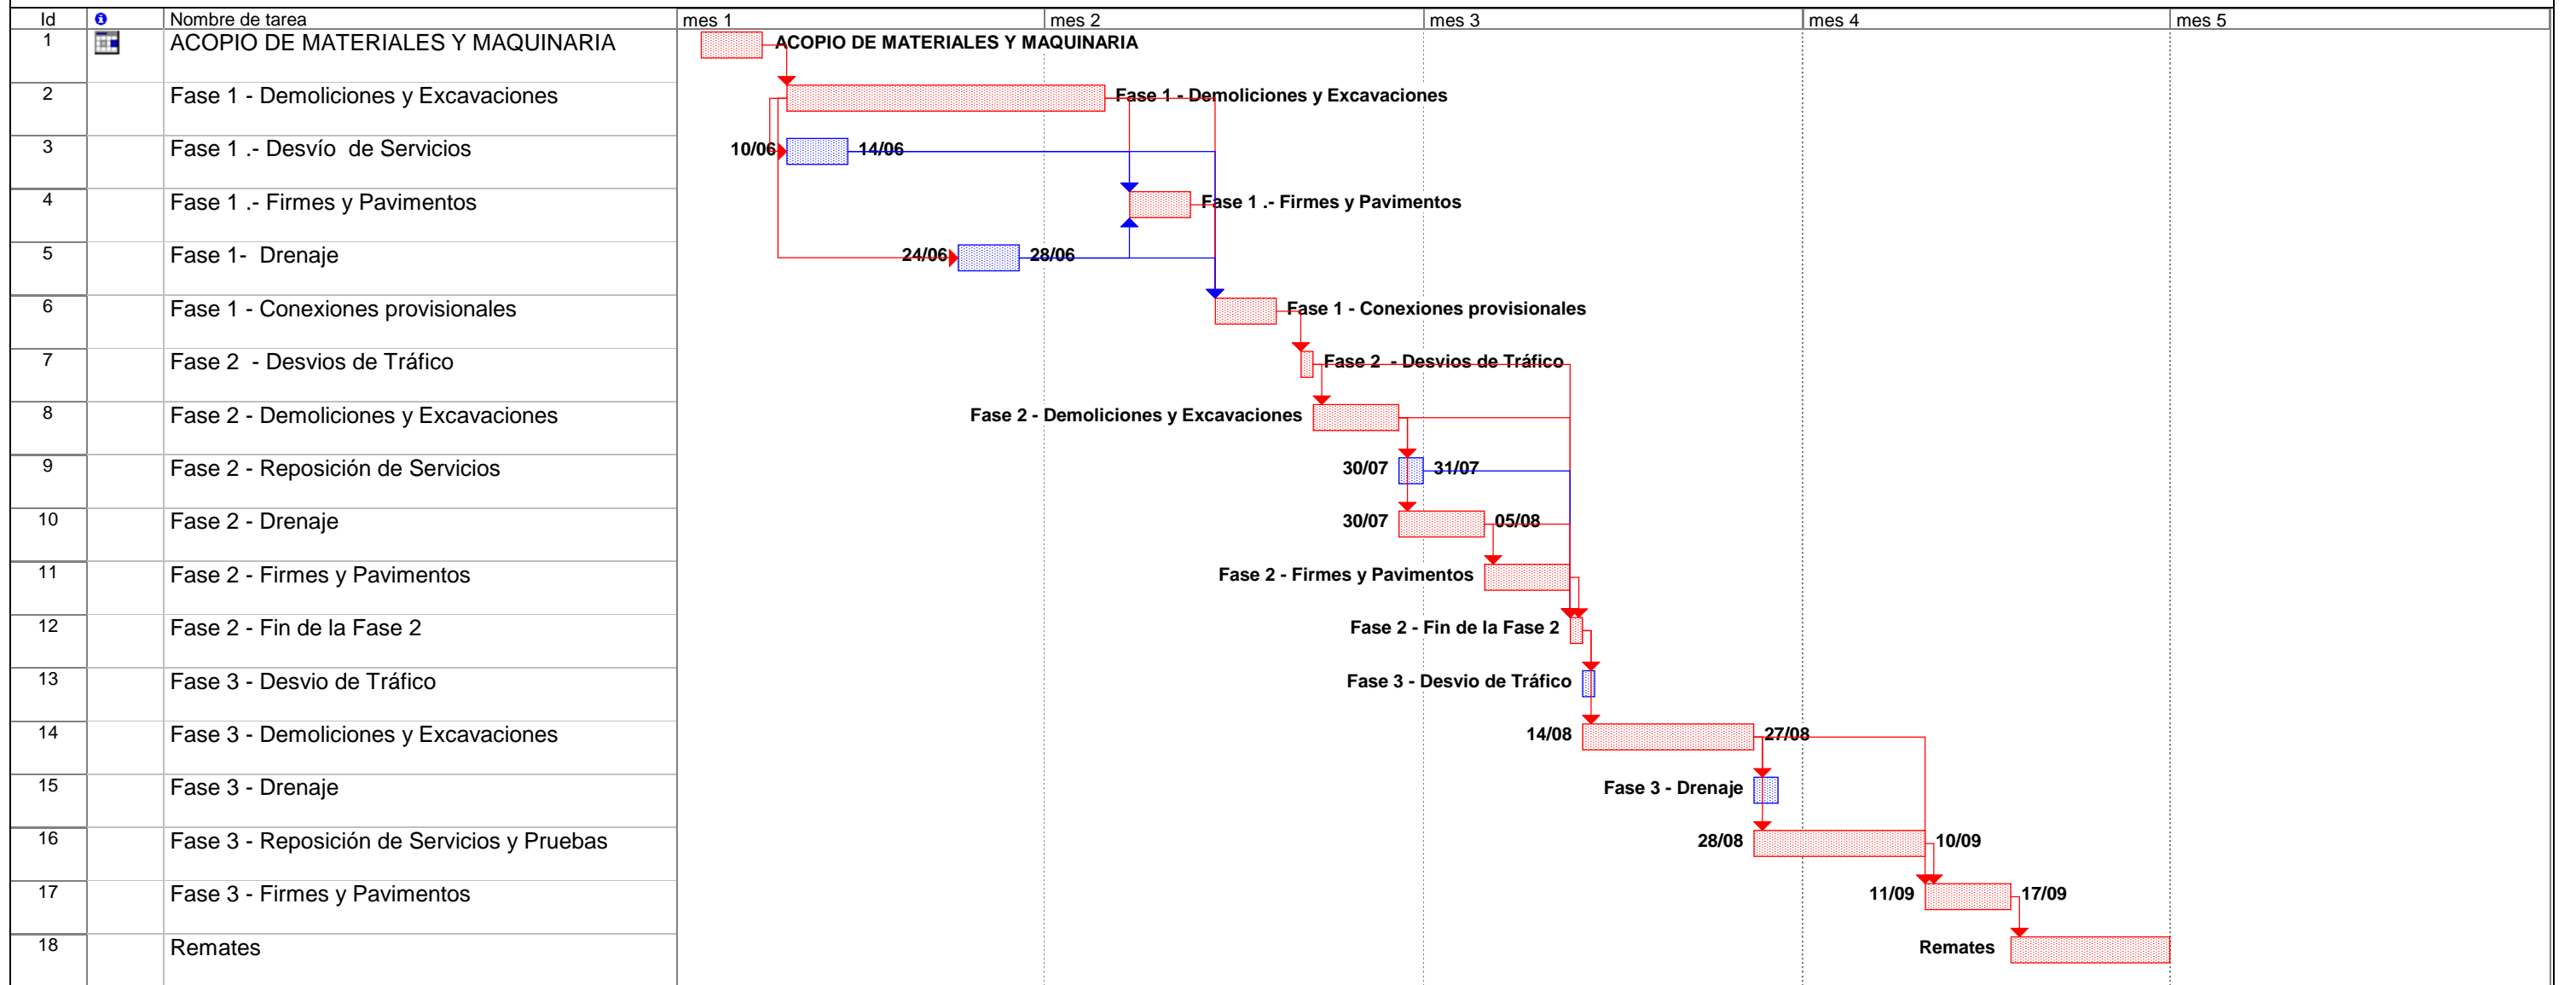 Id Nombre de tarea mes 1 mes 2 mes 3 mes 4 mes 5
1 ACOPIO DE MATERIALES Y MAQUINARIA ACOPIO DE MATERIALES Y MAQUINARIA
2 Fase 1 - Demoliciones y Excavaciones Fase 1 - Demoliciones y Excavaciones
3 Fase 1 .- Desvío de Servicios 10/06 14/06
4 Fase 1 .- Firmes y Pavimentos Fase 1 .- Firmes y Pavimentos
5 Fase 1- Drenaje 24/06 28/06
6 Fase 1 - Conexiones provisionales Fase 1 - Conexiones provisionales
7 Fase 2 - Desvios de Tráfico Fase 2 - Desvios de Tráfico
8 Fase 2 - Demoliciones y Excavaciones Fase 2 - Demoliciones y Excavaciones
9 Fase 2 - Reposición de Servicios 30/07 31/07
10 Fase 2 - Drenaje 30/07 05/08
11 Fase 2 - Firmes y Pavimentos Fase 2 - Firmes y Pavimentos
12 Fase 2 - Fin de la Fase 2 Fase 2 - Fin de la Fase 2
13 Fase 3 - Desvio de Tráfico Fase 3 - Desvio de Tráfico
14 Fase 3 - Demoliciones y Excavaciones 14/08 27/08
15 Fase 3 - Drenaje Fase 3 - Drenaje
16 Fase 3 - Reposición de Servicios y Pruebas 28/08 10/09
17 Fase 3 - Firmes y Pavimentos 11/09 17/09
18 Remates Remates